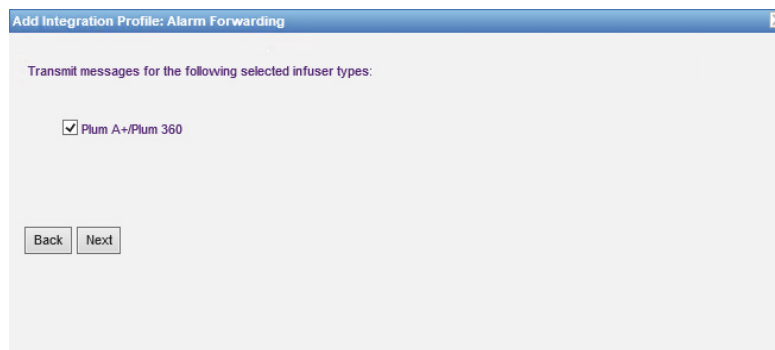 Add Integration Profile: Alarm Forwarding
Transmit messages for the following selected infuser types:
Plum A+/Plum 360
Back Next